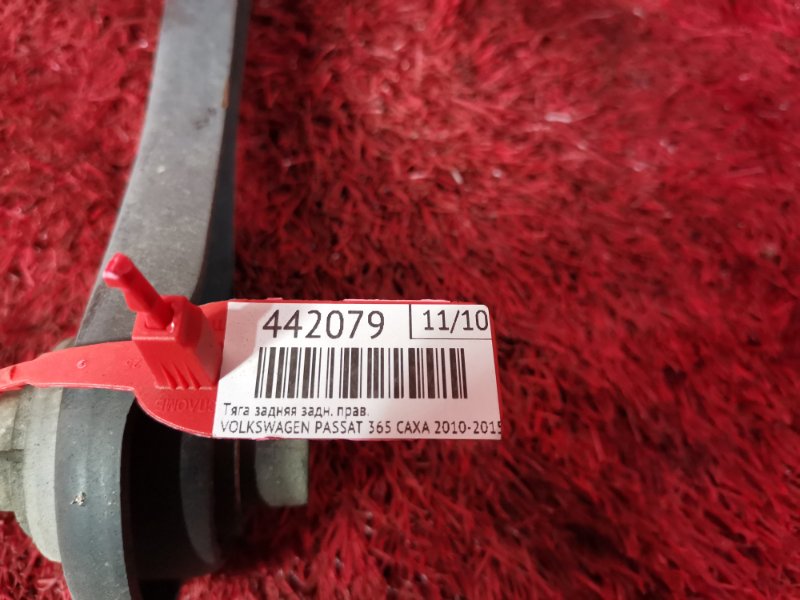 442079 11/10
Тяга задняя задн. прав.
VOLKSWAGEN PASSAT 365 CAXA 2010-2015